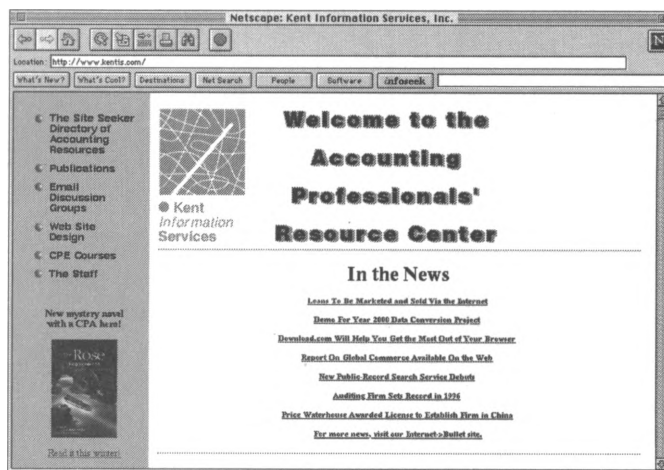 Netscape: Kent Information Services, Inc.
N
Location: http://www.kentis.com/
What's New? What's Cool? Destinations Net Search People Software infoseek
The Site Seeker
Directory of
Accounting
Resources
Publications
Email
Discussion
Groups
Web Site
Design
CPE Courses
The Staff
New mystery novel
with a CPA hero!
Rose
Read it this winter!
Kent
Information
Services
Welcome to the
Accounting
Professionals'
Resource Center
In the News
Loans To Be Marketed and Sold Via the Internet
Demo For Year 2000 Data Conversion Project
Download.com Will Help You Get the Most Out of Your Browser
Report On Global Commerce Available On the Web
New Public Record Search Service Debuts
Auditing Firm Sets Record in 1996
Price Waterhouse Awarded License to Establish Firm in China
For more news, visit our Internet->Bullet site.